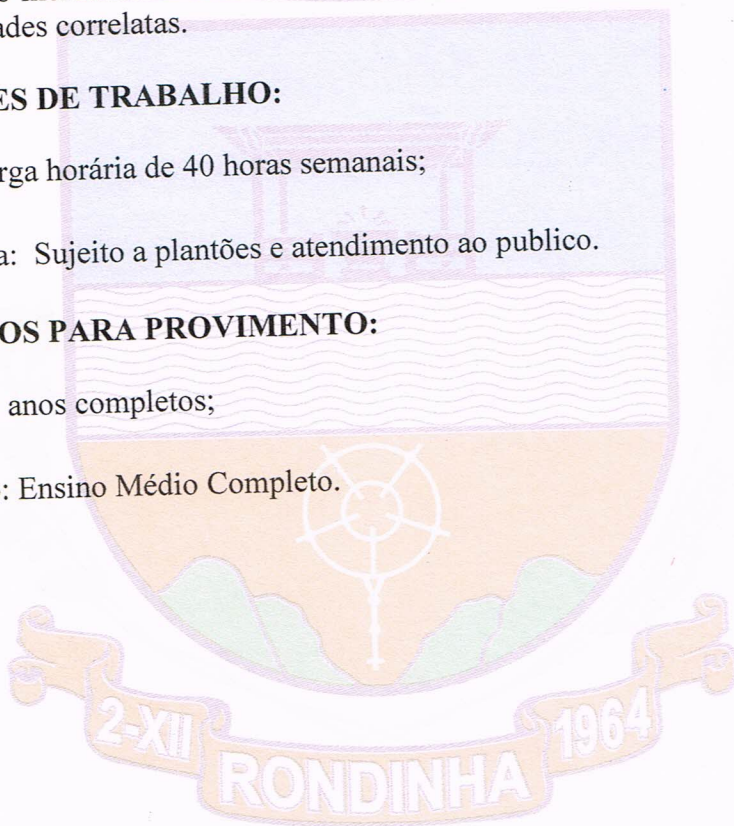 ades correlatas.
ES DE TRABALHO:
rga horária de 40 horas semanais;
a: Sujeito a plantões e atendimento ao publico.
OS PARA PROVIMENTO:
anos completos;
: Ensino Médio Completo.
2-XII
RONDINHA
1964